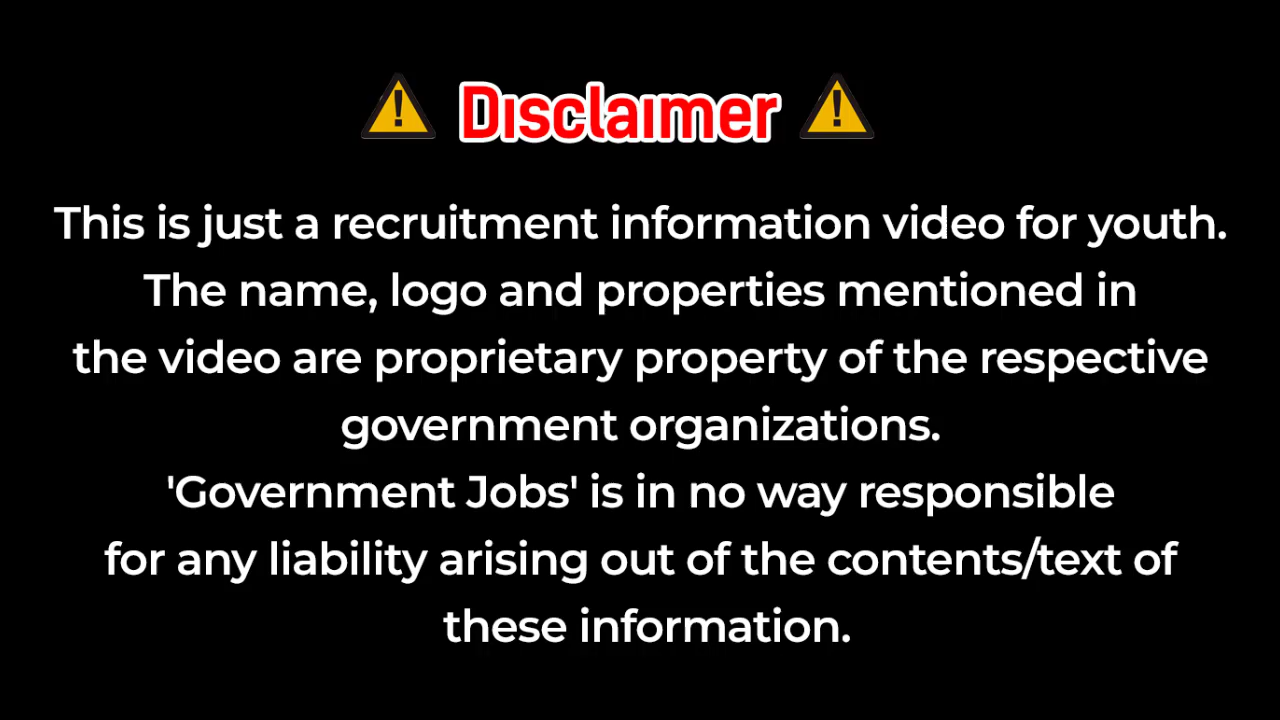 Disclaimer
This is just a recruitment information video for youth.
The name, logo and properties mentioned in
the video are proprietary property of the respective
government organizations.
'Government Jobs' is in no way responsible
for any liability arising out of the contents/text of
these information.